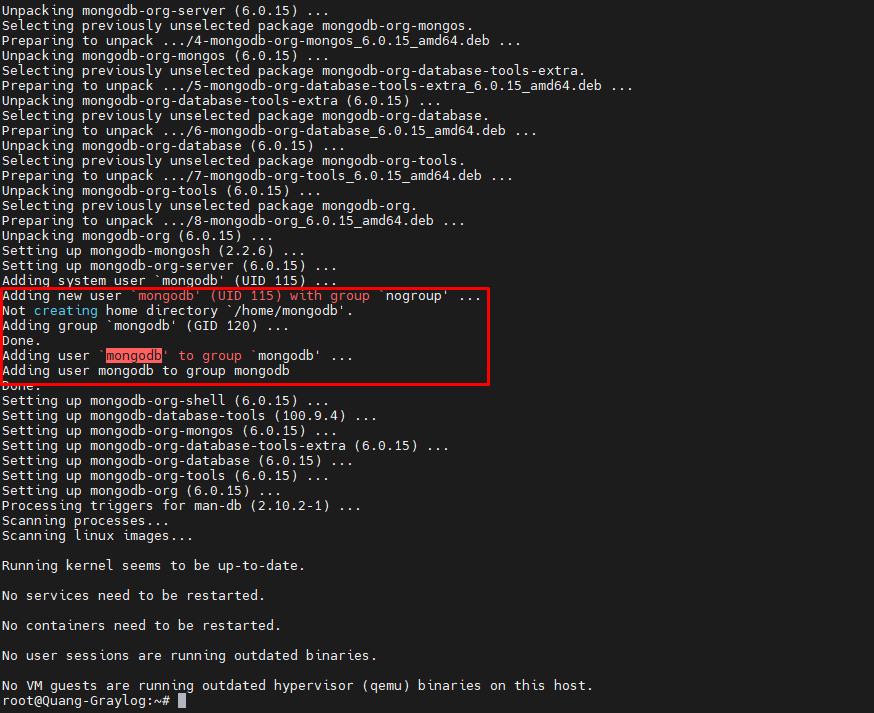 Unpacking mongodb-org-server (6.0.15) ...
Selecting previously unselected package mongodb-org-mongos.
Preparing to unpack .../4-mongodb-org-mongos_6.0.15_amd64.deb ...
Unpacking mongodb-org-mongos (6.0.15) ...
Selecting previously unselected package mongodb-org-database-tools-extra.
Preparing to unpack .../5-mongodb-org-database-tools-extra_6.0.15_amd64.deb ...
Unpacking mongodb-org-database-tools-extra (6.0.15) ...
Selecting previously unselected package mongodb-org-database.
Preparing to unpack .../6-mongodb-org-database_6.0.15_amd64.deb ...
Unpacking mongodb-org-database (6.0.15) ...
Selecting previously unselected package mongodb-org-tools.
Preparing to unpack .../7-mongodb-org-tools_6.0.15_amd64.deb ...
Unpacking mongodb-org-tools (6.0.15) ...
Selecting previously unselected package mongodb-org.
Preparing to unpack .../8-mongodb-org_6.0.15_amd64.deb ...
Unpacking mongodb-org (6.0.15) ...
Setting up mongodb-mongosh (2.2.6) ...
Setting up mongodb-org-server (6.0.15) ...
Adding system user `mongodb' (UID 115) ...
Adding new user `mongodb' (UID 115) with group `nogroup' ...
Not creating home directory `/home/mongodb'.
Adding group `mongodb' (GID 120) ...
Done.
Adding user `mongodb' to group `mongodb' ...
Adding user mongodb to group mongodb
Done.
Setting up mongodb-org-shell (6.0.15) ...
Setting up mongodb-database-tools (100.9.4) ...
Setting up mongodb-org-mongos (6.0.15) ...
Setting up mongodb-org-database-tools-extra (6.0.15) ...
Setting up mongodb-org-database (6.0.15) ...
Setting up mongodb-org-tools (6.0.15) ...
Setting up mongodb-org (6.0.15) ...
Processing triggers for man-db (2.10.2-1) ...
Scanning processes...
Scanning linux images...
Running kernel seems to be up-to-date.
No services need to be restarted.
No containers need to be restarted.
No user sessions are running outdated binaries.
No VM guests are running outdated hypervisor (qemu) binaries on this host.
root@Quang-Graylog:~#